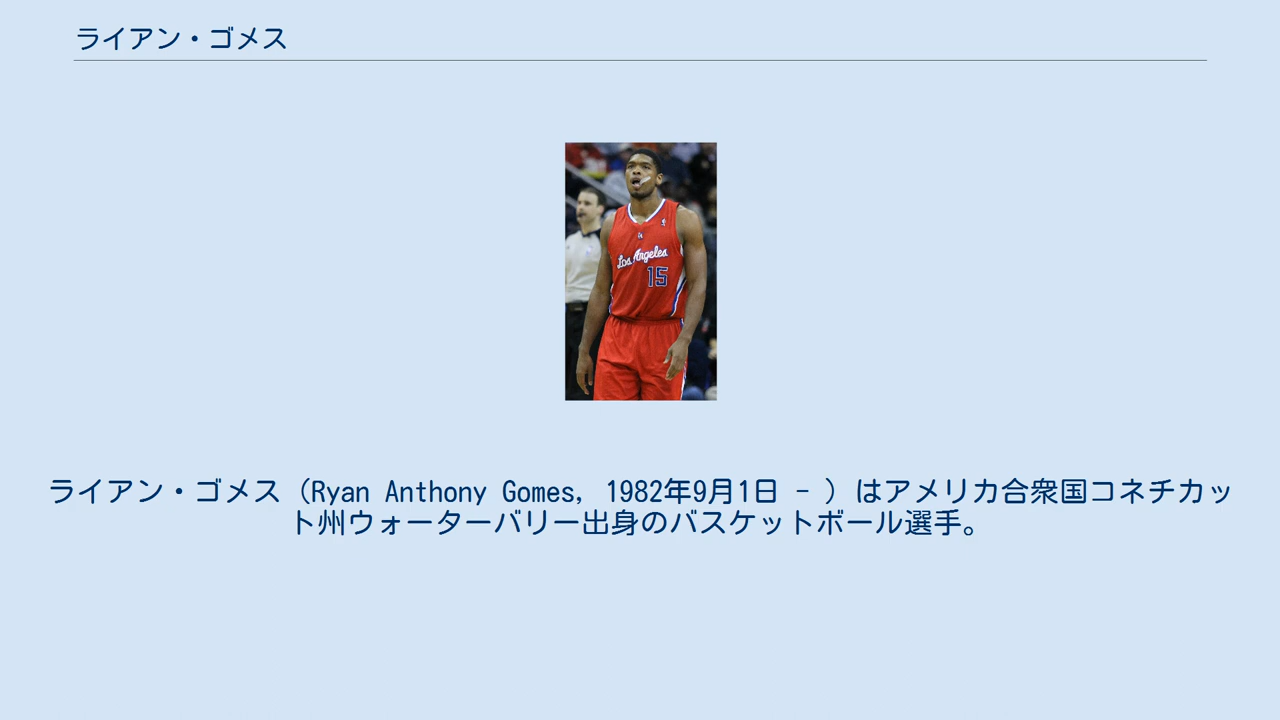 ライアン・ゴメス
Los Angeles
15
ライアン・ゴメス（Ryan Anthony Gomes, 1982年9月1日 - ）はアメリカ合衆国コネチカッ
ト州ウォーターバリー出身のバスケットボール選手。